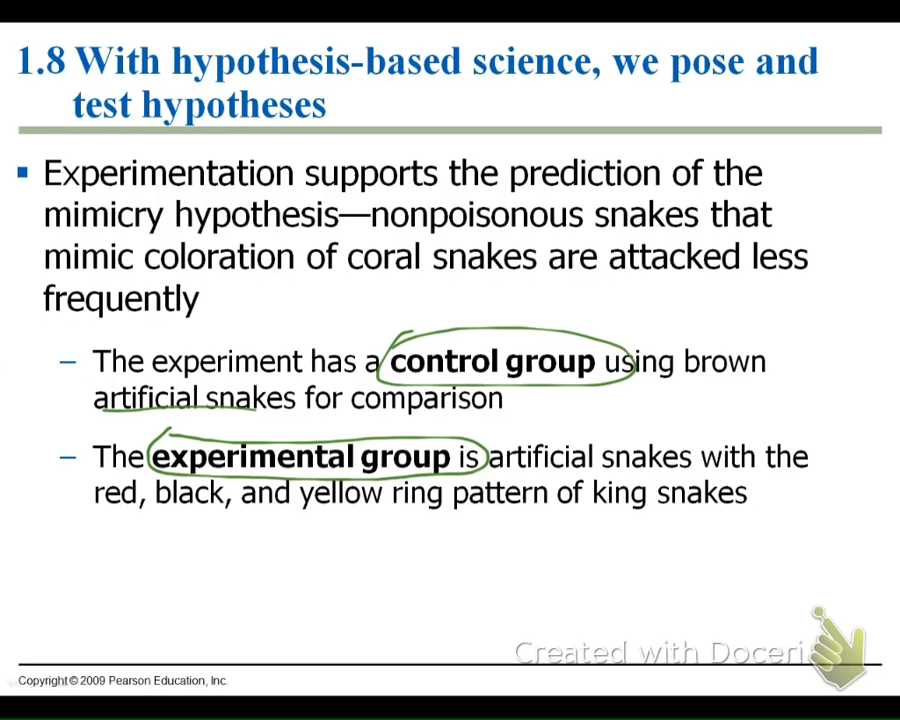 1.8 With hypothesis-based science, we pose and
test hypotheses
Experimentation supports the prediction of the
mimicry hypothesis—nonpoisonous snakes that
mimic coloration of coral snakes are attacked less
frequently
– The experiment has a control group using brown
artificial snakes for comparison
– The experimental group is artificial snakes with the
red, black, and yellow ring pattern of king snakes
Created with Doceri
Copyright © 2009 Pearson Education, Inc.